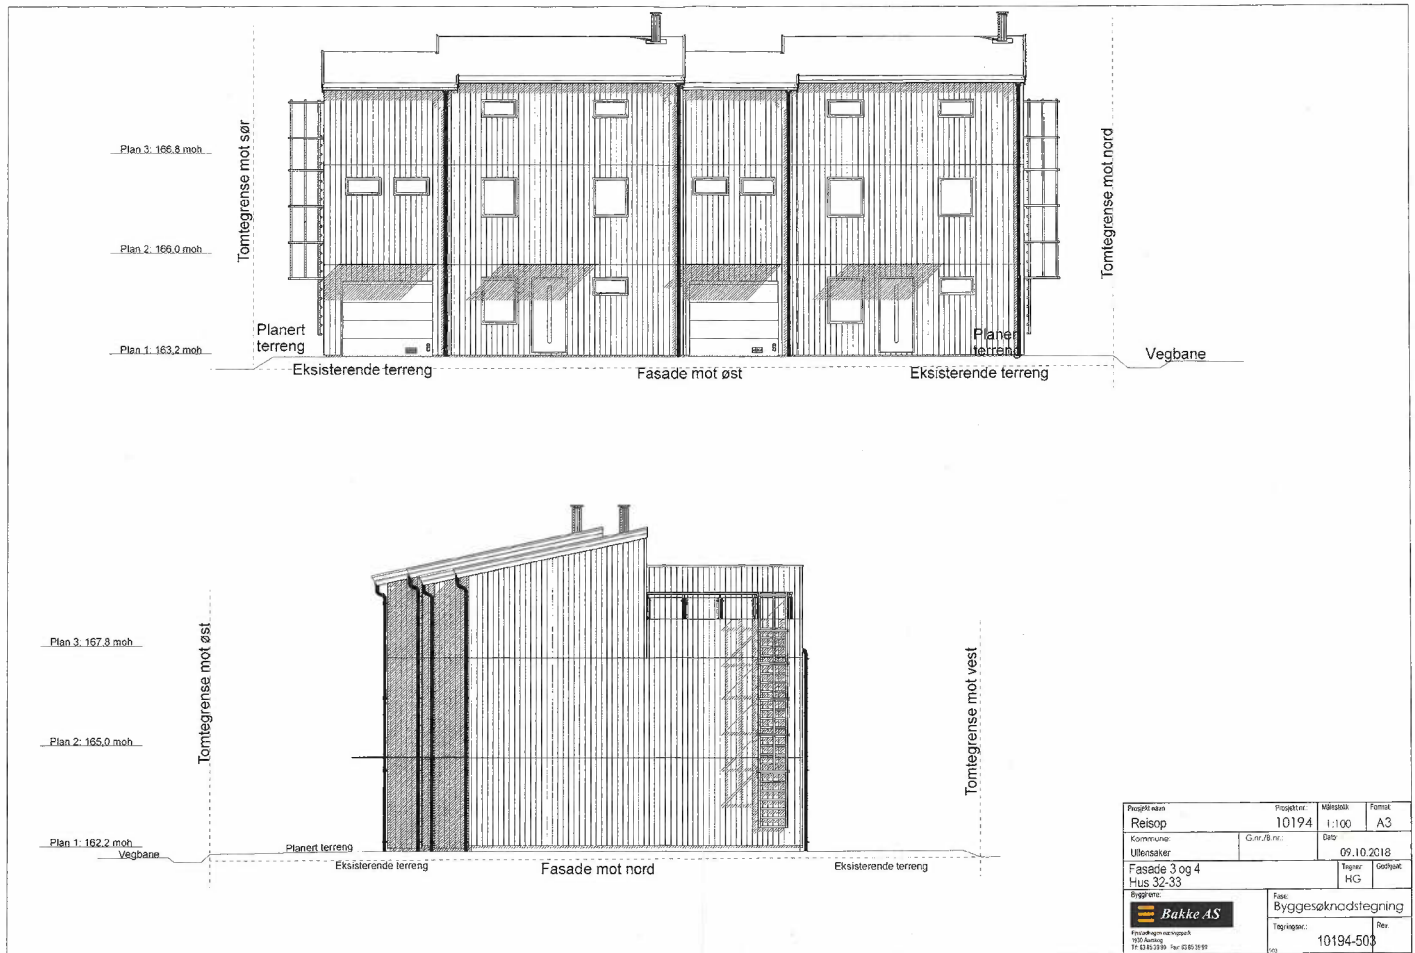 Tomtegrense mot sør
Plan 3: 166.8 moh
Plan 2: 166.0 moh
Plan 1: 163,2 moh
Planert
terreng
Eksisterende terreng
Fasade mot øst
Planert
terreng
Eksisterende terreng
Tomtegrense mot nord
Vegbane
Plan 3: 167.8 moh
Plan 2: 165,0 moh
Plan 1: 162.2 moh
Vegbane
Tomtegrense mot øst
Planert terreng
Eksisterende terreng
Fasade mot nord
Eksisterende terreng
Tomtegrense mot vest
Prosjekt navn Prosjekt nr.: Målestokk Format
Reisop 10194 1:100 A3
Kommune: G.nr./B.nr.: Dato
Ullensaker 09.10.2018
Fasade 3 og 4 Tegner Godkjent
Hus 32-33 HG
Byggherre: Fase:
Bakke AS Byggesøknadstegning
Tegningsnr.: Rev.
10194-503